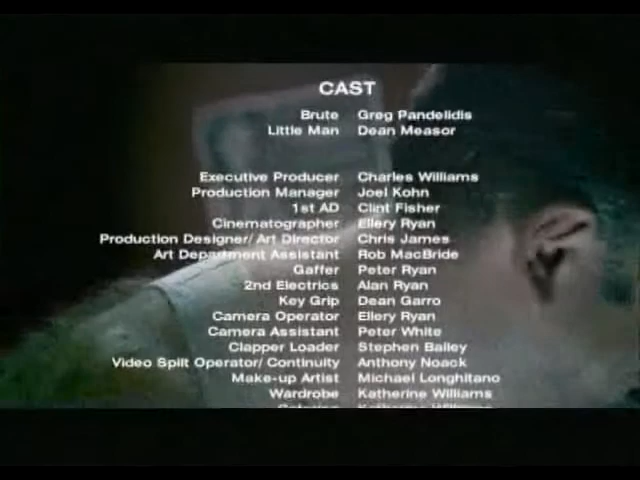 CAST
Brute Greg Pandelidis
Little Man Dean Measor
Executive Producer Charles Williams
Production Manager Joel Kohn
1st AD Clint Fisher
Cinematographer Ellery Ryan
Production Designer/ Art Director Chris James
Art Department Assistant Rob MacBride
Gaffer Peter Ryan
2nd Electrics Alan Ryan
Key Grip Dean Garro
Camera Operator Ellery Ryan
Camera Assistant Peter White
Clapper Loader Stephen Bailey
Video Split Operator/ Continuity Anthony Noack
Make-up Artist Michael Longhitano
Wardrobe Katherine Williams